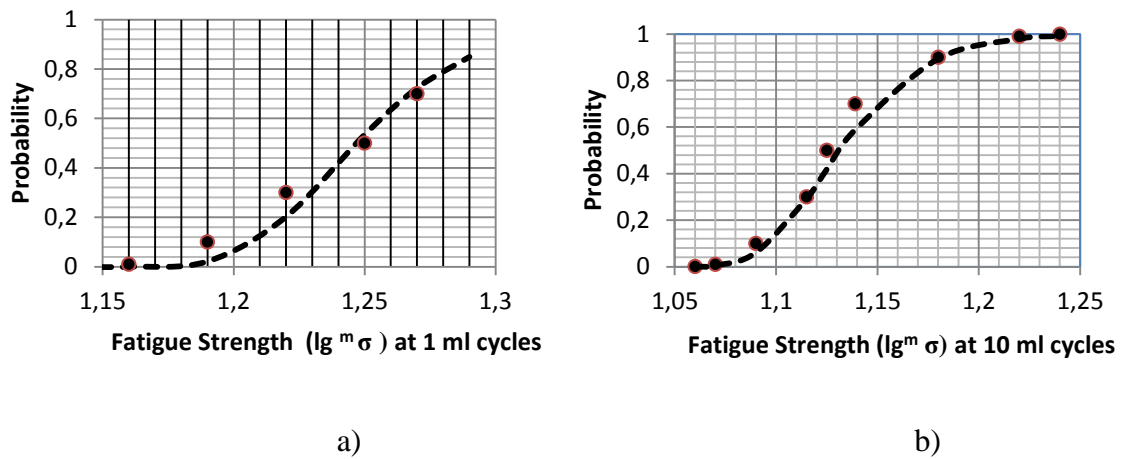 1
0,8
0,6
0,4
0,2
0
Probability
1,15 1,2 1,25 1,3
Fatigue Strength (lg ᵐ σ ) at 1 ml cycles
a)
1
0,8
0,6
0,4
0,2
0
Probability
1,05 1,1 1,15 1,2 1,25
Fatigue Strength (lgᵐ σ) at 10 ml cycles
b)